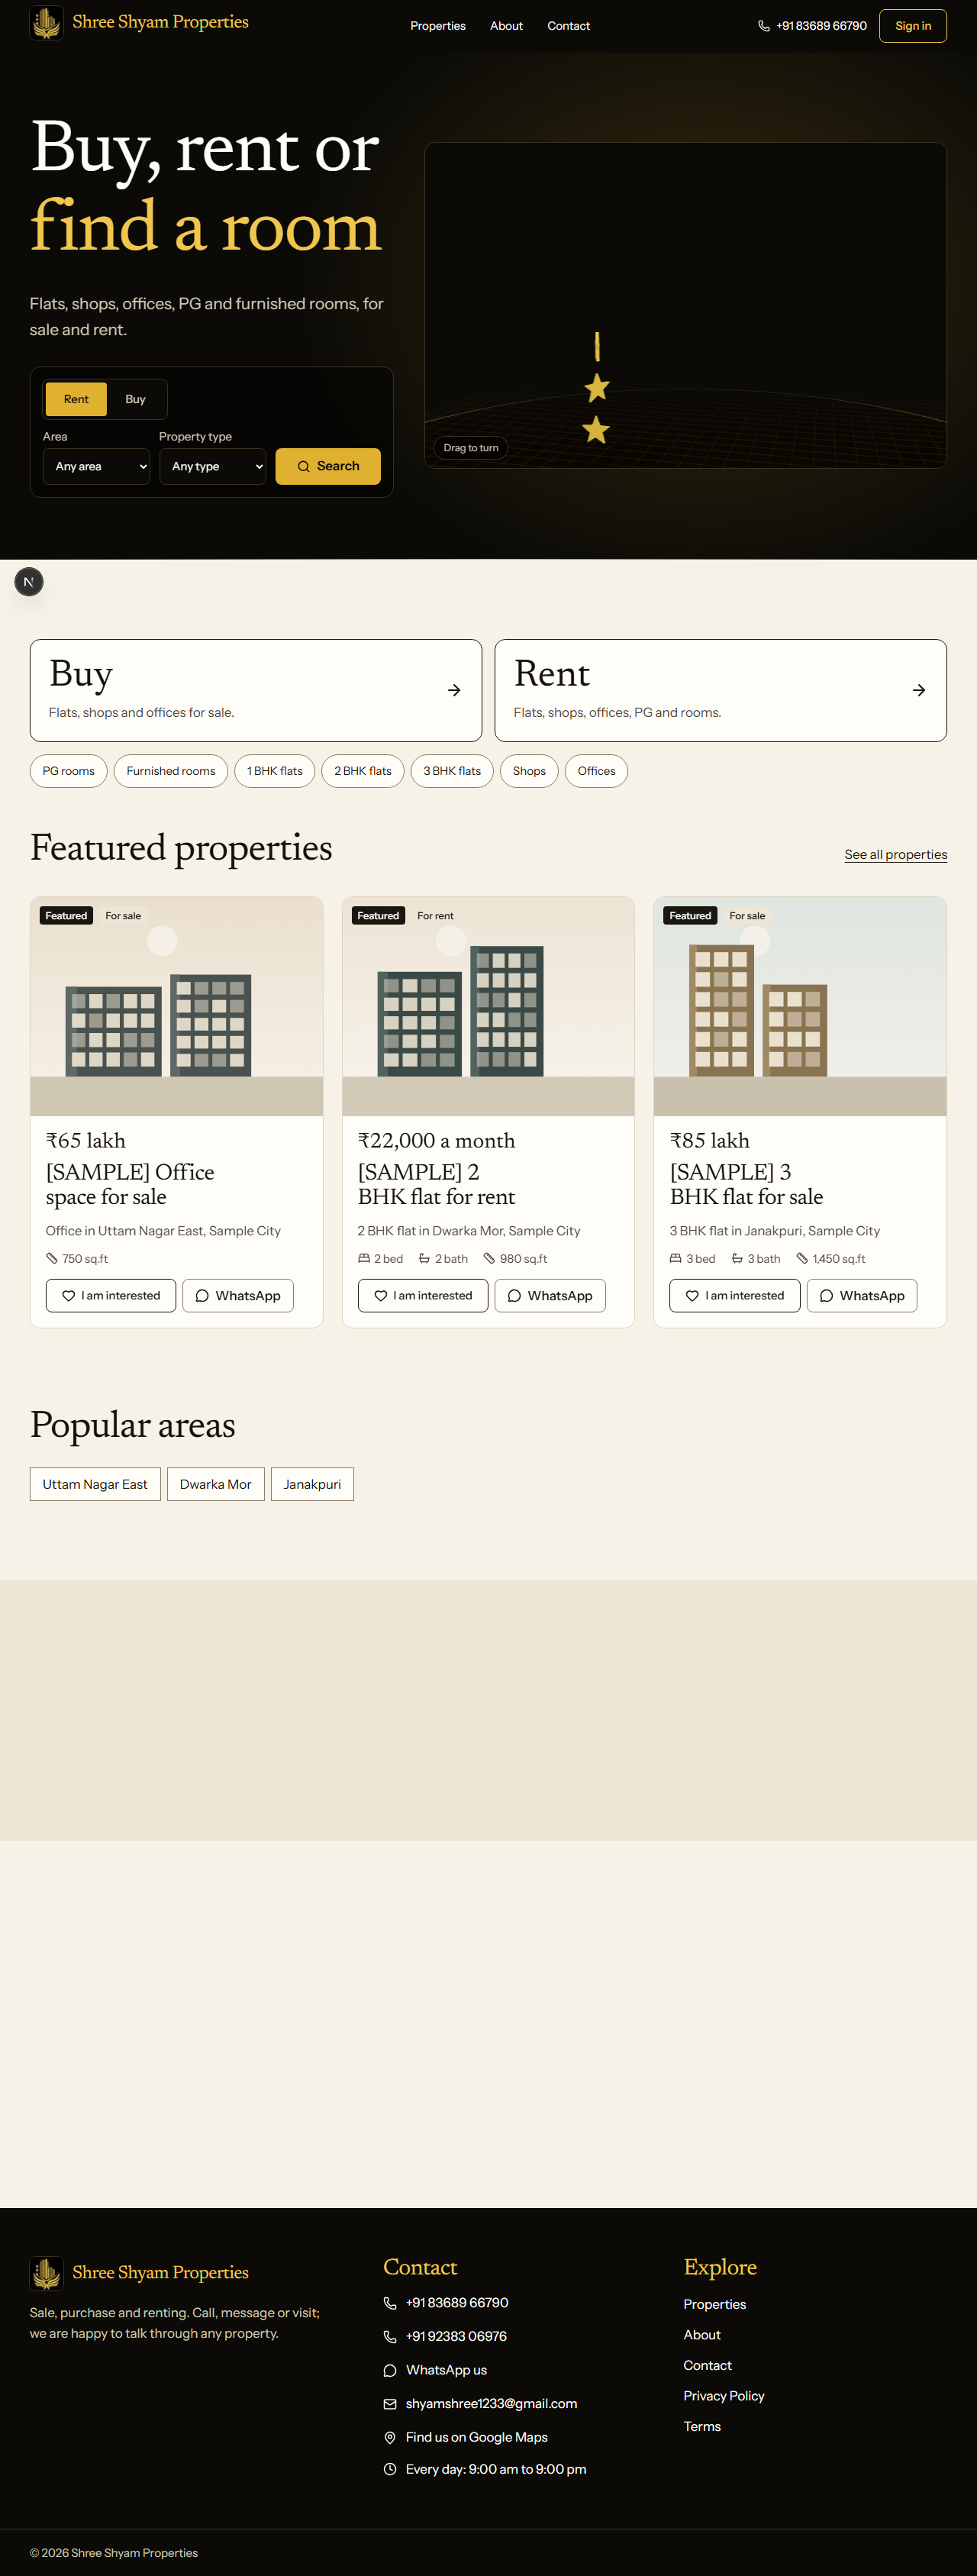 Shree Shyam Properties
Properties
About
Contact
+91 83689 66790
Sign in
Buy, rent or
find a room
Flats, shops, offices, PG and furnished rooms, for
sale and rent.
Rent
Buy
Area
Property type
Any area
Any type
Search
Drag to turn
N
Buy
Flats, shops and offices for sale.
Rent
Flats, shops, offices, PG and rooms.
PG rooms
Furnished rooms
1 BHK flats
2 BHK flats
3 BHK flats
Shops
Offices
Featured properties
See all properties
Featured
For sale
₹65 lakh
[SAMPLE] Office
space for sale
Office in Uttam Nagar East, Sample City
750 sq.ft
I am interested
WhatsApp
Featured
For rent
₹22,000 a month
[SAMPLE] 2
BHK flat for rent
2 BHK flat in Dwarka Mor, Sample City
2 bed
2 bath
980 sq.ft
I am interested
WhatsApp
Featured
For sale
₹85 lakh
[SAMPLE] 3
BHK flat for sale
3 BHK flat in Janakpuri, Sample City
3 bed
3 bath
1,450 sq.ft
I am interested
WhatsApp
Popular areas
Uttam Nagar East
Dwarka Mor
Janakpuri
Shree Shyam Properties
Sale, purchase and renting. Call, message or visit;
we are happy to talk through any property.
Contact
+91 83689 66790
+91 92383 06976
WhatsApp us
shyamshree1233@gmail.com
Find us on Google Maps
Every day: 9:00 am to 9:00 pm
Explore
Properties
About
Contact
Privacy Policy
Terms
© 2026 Shree Shyam Properties